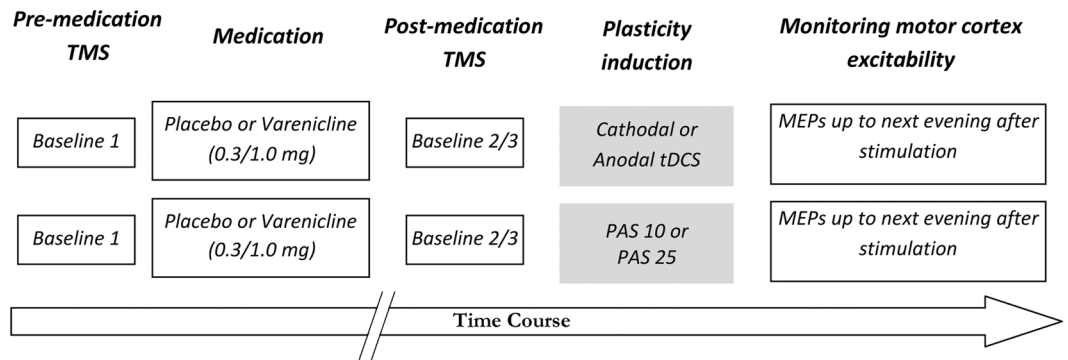 Pre-medication
TMS
Medication
Post-medication
TMS
Plasticity
induction
Monitoring motor cortex
excitability
Baseline 1
Placebo or Varenicline
(0.3/1.0 mg)
Baseline 2/3
Cathodal or
Anodal tDCS
MEPs up to next evening after
stimulation
Baseline 1
Placebo or Varenicline
(0.3/1.0 mg)
Baseline 2/3
PAS 10 or
PAS 25
MEPs up to next evening after
stimulation
Time Course